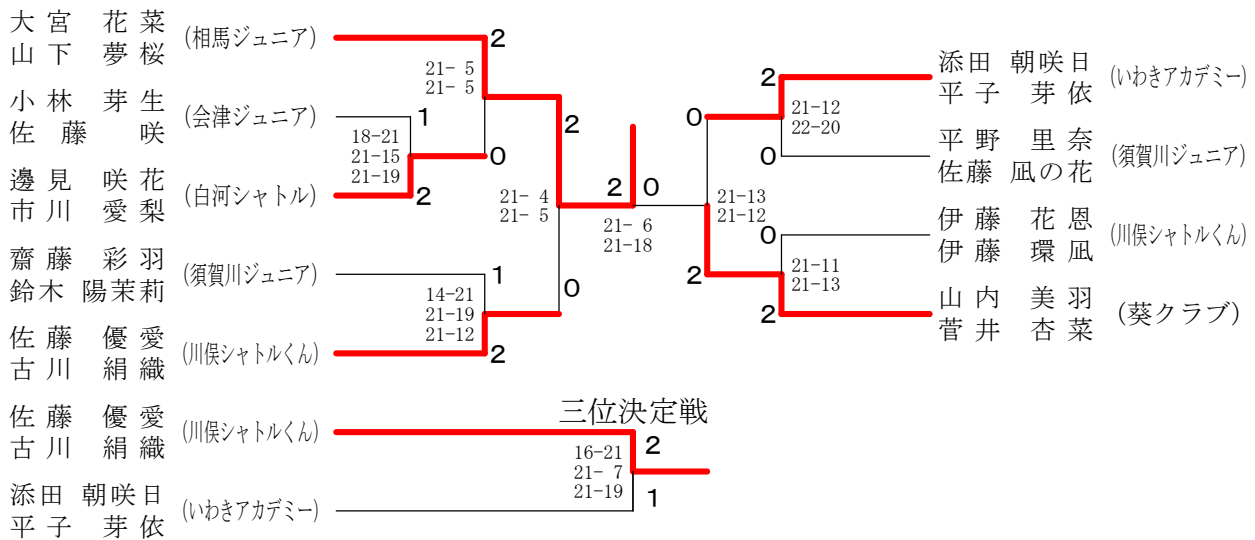 大宮 花菜
山下 夢桜
(相馬ジュニア)
2
21- 5
21- 5
小林 芽生
佐藤 咲
(会津ジュニア)
1
18-21
21-15
21-19
0
邊見 咲花
市川 愛梨
(白河シャトル)
2
2
21- 4
21- 5
齋藤 彩羽
鈴木 陽茉莉
(須賀川ジュニア)
1
14-21
21-19
21-12
0
佐藤 優愛
古川 絹織
(川俣シャトルくん)
2
2 0
21- 6
21-18
添田 朝咲日
平子 芽依
(いわきアカデミー)
2
21-12
22-20
0
平野 里奈
佐藤 凪の花
(須賀川ジュニア)
0
21-13
21-12
伊藤 花恩
伊藤 環凪
(川俣シャトルくん)
0
21-11
21-13
2
山内 美羽
菅井 杏菜
(葵クラブ)
2
三位決定戦
佐藤 優愛
古川 絹織
(川俣シャトルくん)
2
16-21
21- 7
21-19
添田 朝咲日
平子 芽依
(いわきアカデミー)
1